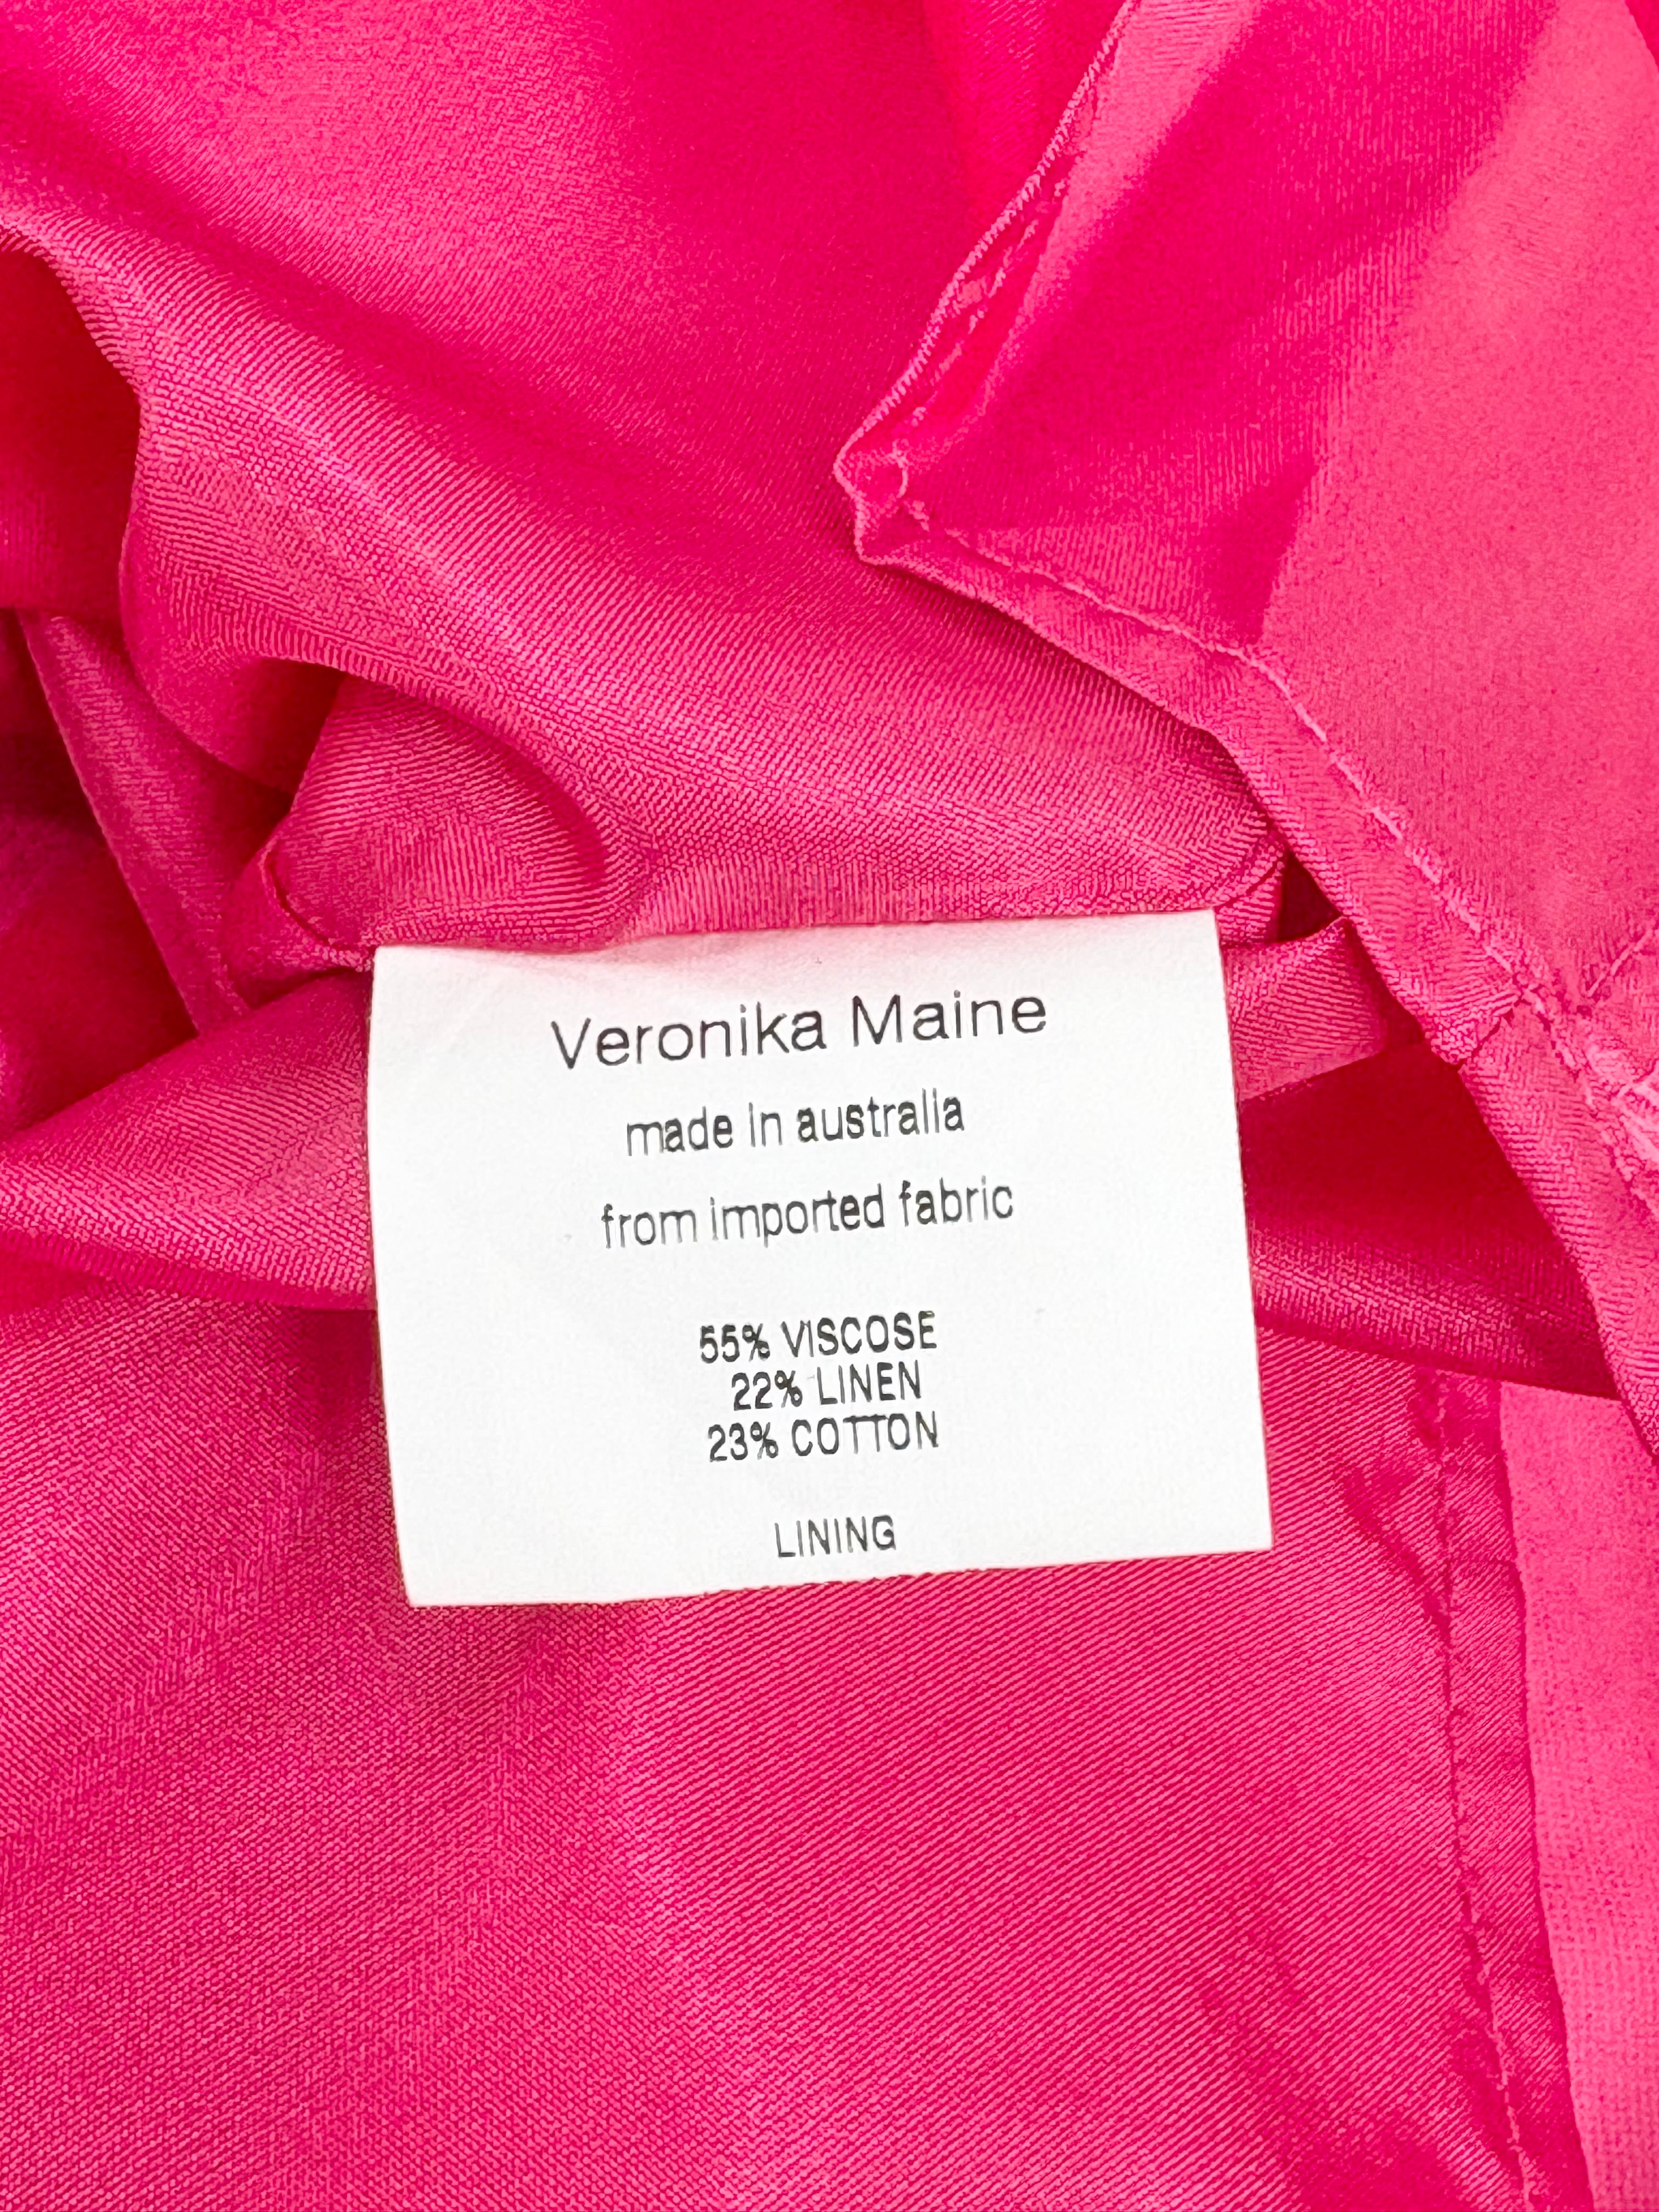 Veronika Maine
made in australia
from imported fabric
55% VISCOSE
22% LINEN
23% COTTON
LINING